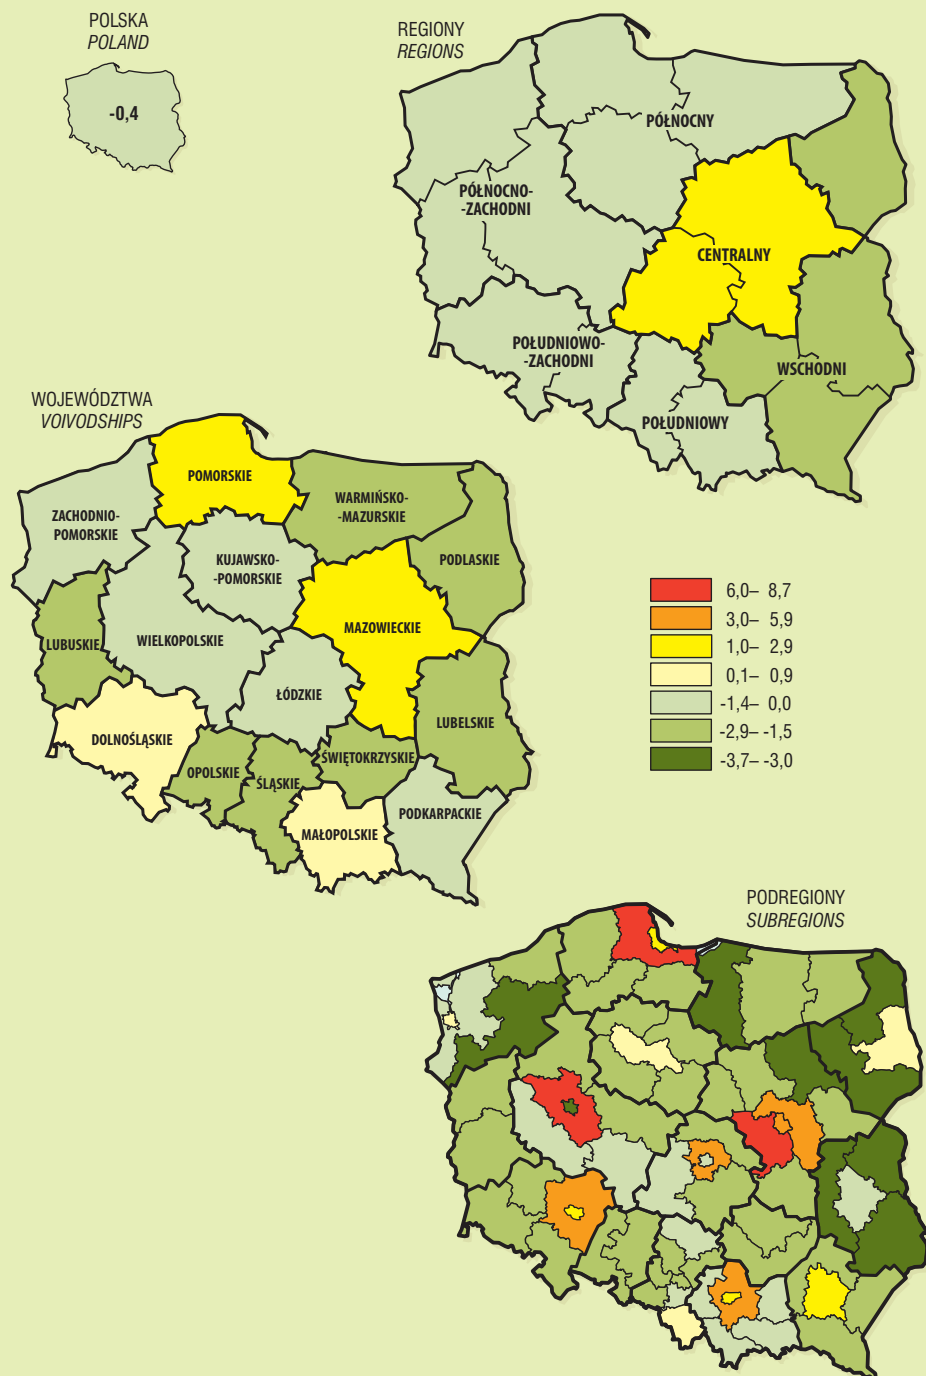 POLSKA
POLAND
-0,4
REGIONY
REGIONS
PÓŁNOCNY
PÓŁNOCNO-
-ZACHODNI
CENTRALNY
POŁUDNIOWO-
-ZACHODNI
WSCHODNI
POŁUDNIOWY
WOJEWÓDZTWA
VOIVODSHIPS
POMORSKIE
ZACHODNIO-
POMORSKIE
WARMIŃSKO-
-MAZURSKIE
KUJAWSKO-
-POMORSKIE
PODLASKIE
LUBUSKIE
WIELKOPOLSKIE
MAZOWIECKIE
ŁÓDZKIE
DOLNOŚLĄSKIE
LUBELSKIE
OPOLSKIE
ŚLĄSKIE
ŚWIĘTOKRZYSKIE
MAŁOPOLSKIE
PODKARPACKIE
6,0– 8,7
3,0– 5,9
1,0– 2,9
0,1– 0,9
-1,4– 0,0
-2,9– -1,5
-3,7– -3,0
PODREGIONY
SUBREGIONS